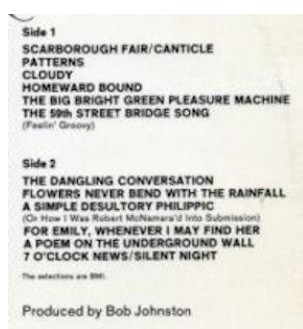 Side 1
SCARBOROUGH FAIR/CANTICLE
PATTERNS
CLOUDY
HOMEWARD BOUND
THE BIG BRIGHT GREEN PLEASURE MACHINE
THE 59th STREET BRIDGE SONG
(Feelin' Groovy)
Side 2
THE DANGLING CONVERSATION
FLOWERS NEVER BEND WITH THE RAINFALL
A SIMPLE DESULTORY PHILIPPIC
(Or How I Was Robert McNamara'd Into Submission)
FOR EMILY, WHENEVER I MAY FIND HER
A POEM ON THE UNDERGROUND WALL
7 O'CLOCK NEWS/SILENT NIGHT
The selections are BMI.
Produced by Bob Johnston